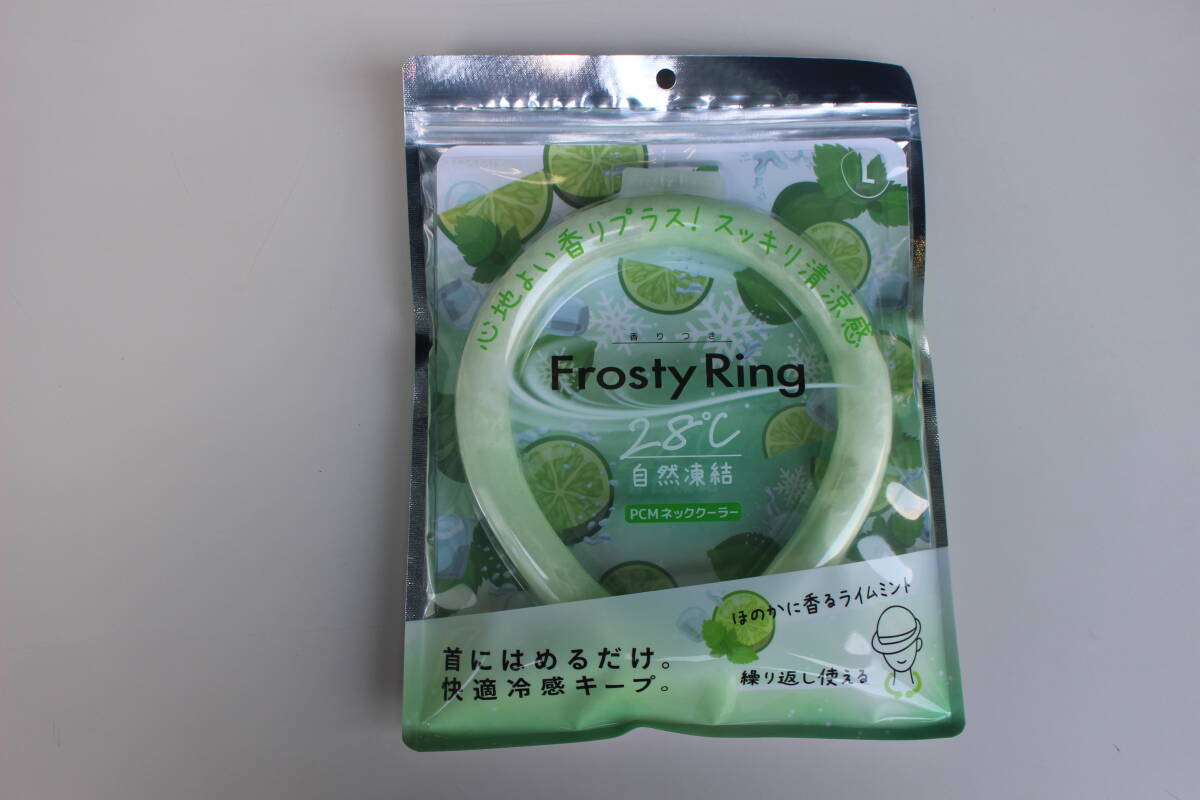 L
心地よい香りプラス!スッキリ清涼感
香りつき
Frosty Ring
28℃
自然凍結
PCMネッククーラー
ほのかに香るライムミント
首にはめるだけ。
快適冷感キープ。
繰り返し使える